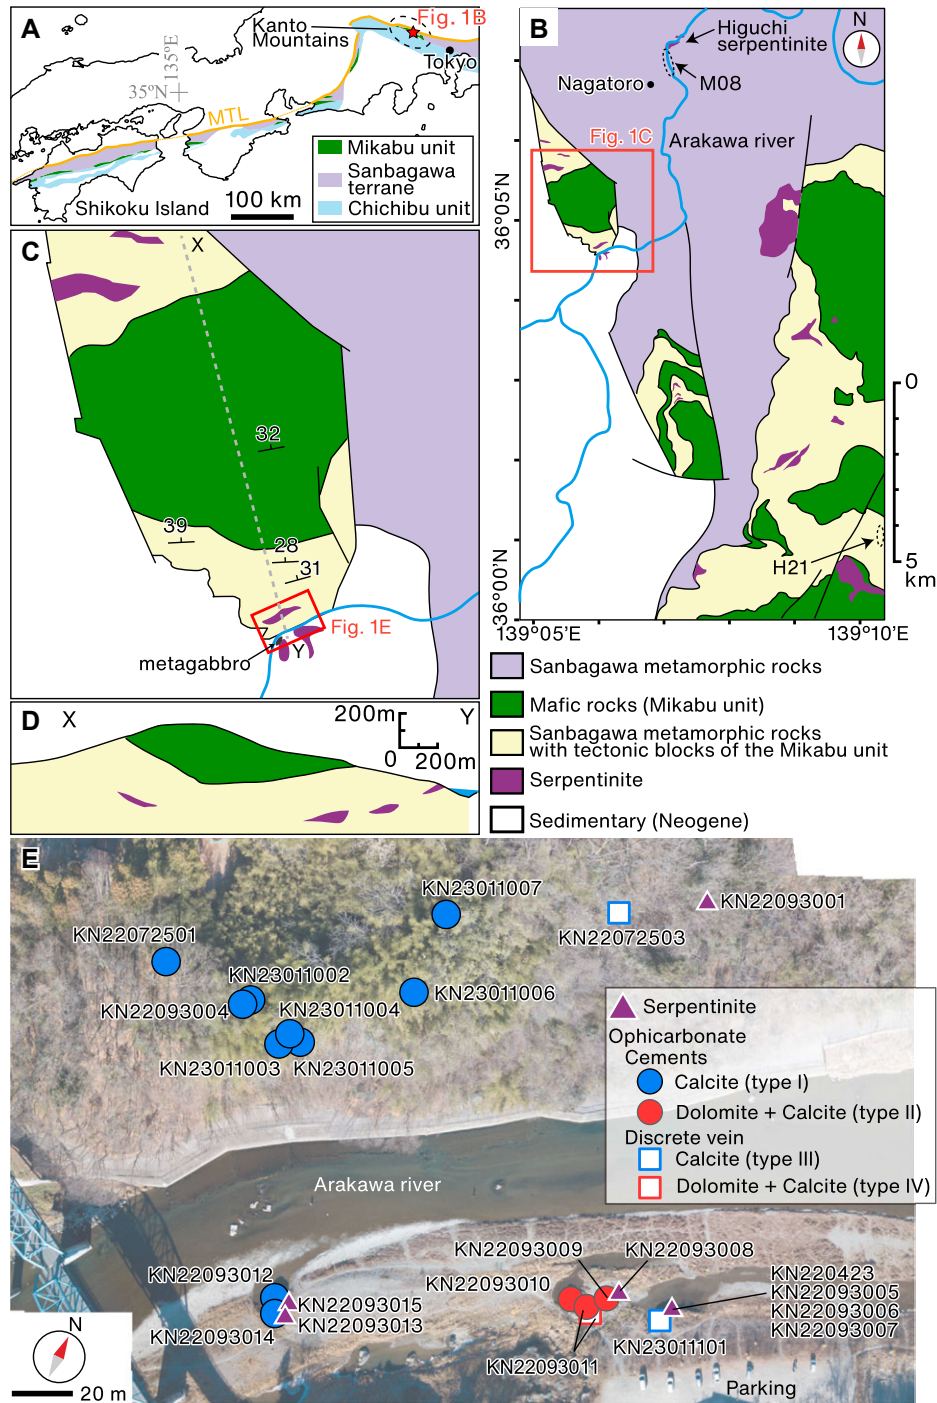 A
Kanto
Mountains
Fig. 1B
Tokyo
135°E
35°N
MTL
Mikabu unit
Sanbagawa
terrane
Chichibu unit
Shikoku Island
100 km
B
Higuchi
serpentinite
N
Nagatoro
M08
Fig. 1C
Arakawa river
36°05'N
0
5
km
H21
36°00'N
139°05'E
139°10'E
C
X
32
39
28
31
Fig. 1E
metagabbro
Y
Z
D
X
Y
200m
0
200m
Sanbagawa metamorphic rocks
Mafic rocks (Mikabu unit)
Sanbagawa metamorphic rocks
with tectonic blocks of the Mikabu unit
Serpentinite
Sedimentary (Neogene)
E
KN23011007
KN22093001
KN22072503
KN22072501
KN23011002
KN23011006
KN22093004
KN23011004
KN23011003
KN23011005
Serpentinite
Ophicarbonate
Cements
Calcite (type I)
Dolomite + Calcite (type II)
Discrete vein
Calcite (type III)
Dolomite + Calcite (type IV)
Arakawa river
KN22093009
KN22093008
KN22093012
KN22093010
KN220423
KN22093005
KN22093006
KN22093007
KN22093015
KN22093013
KN22093014
KN22093011
KN23011101
N
20 m
Parking